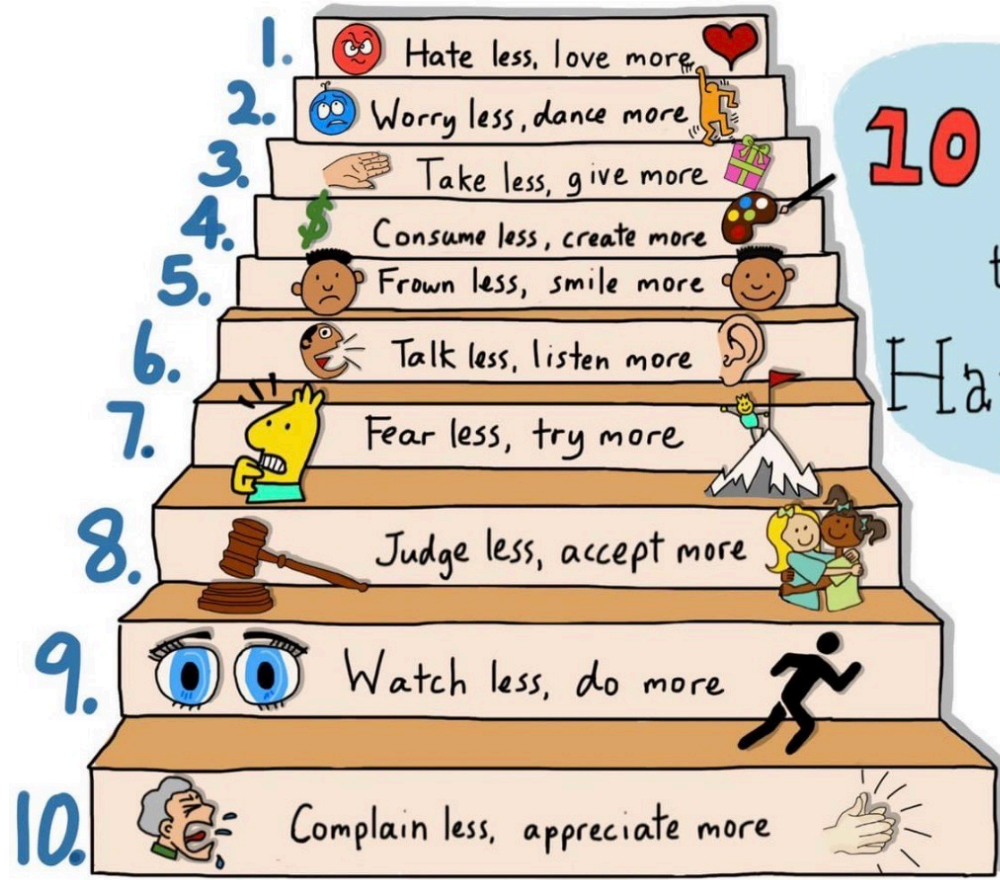 1. Hate less, love more
2. Worry less, dance more
3. Take less, give more
4. Consume less, create more
5. Frown less, smile more
6. Talk less, listen more
7. Fear less, try more
8. Judge less, accept more
9. Watch less, do more
10. Complain less, appreciate more
10